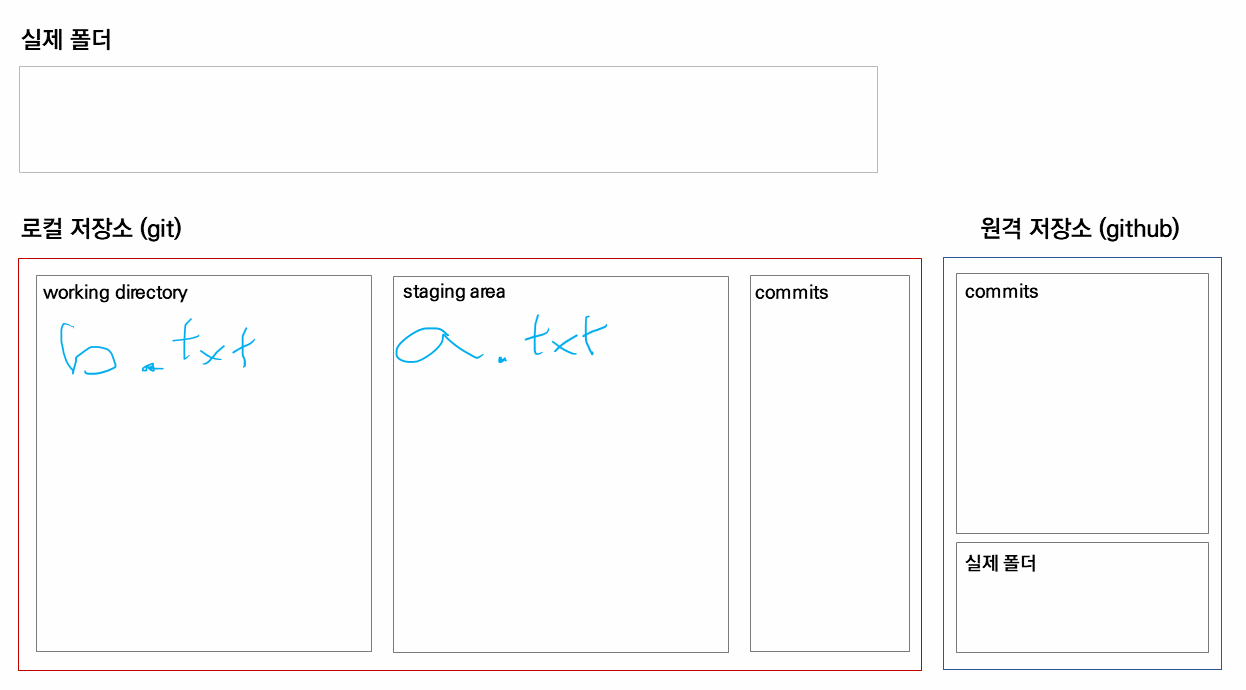 실제 폴더
로컬 저장소 (git)
원격 저장소 (github)
working directory
staging area
commits
commits
b.txt
a.txt
실제 폴더